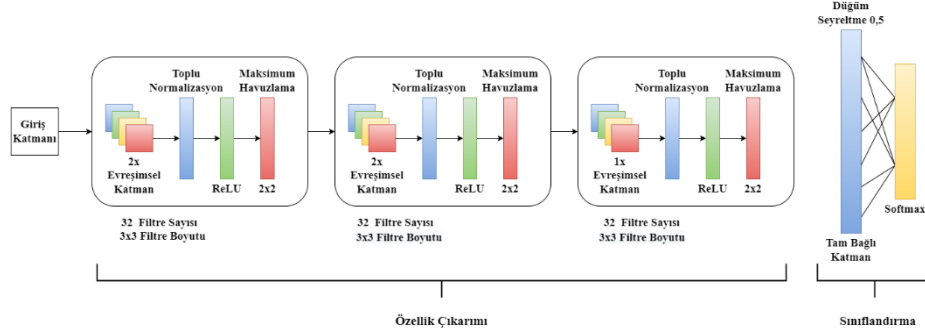 Giriş
Katmanı
Toplu
Normalizasyon
Maksimum
Havuzlama
2x
Evreşimsel
Katman
ReLU
2x2
32 Filtre Sayısı
3x3 Filtre Boyutu
Toplu
Normalizasyon
Maksimum
Havuzlama
2x
Evreşimsel
Katman
ReLU
2x2
32 Filtre Sayısı
3x3 Filtre Boyutu
Toplu
Normalizasyon
Maksimum
Havuzlama
1x
Evreşimsel
Katman
ReLU
2x2
32 Filtre Sayısı
3x3 Filtre Boyutu
Düğüm
Seyreltme 0,5
Softmax
Tam Bağlı
Katman
Özellik Çıkarımı
Sınıflandırma